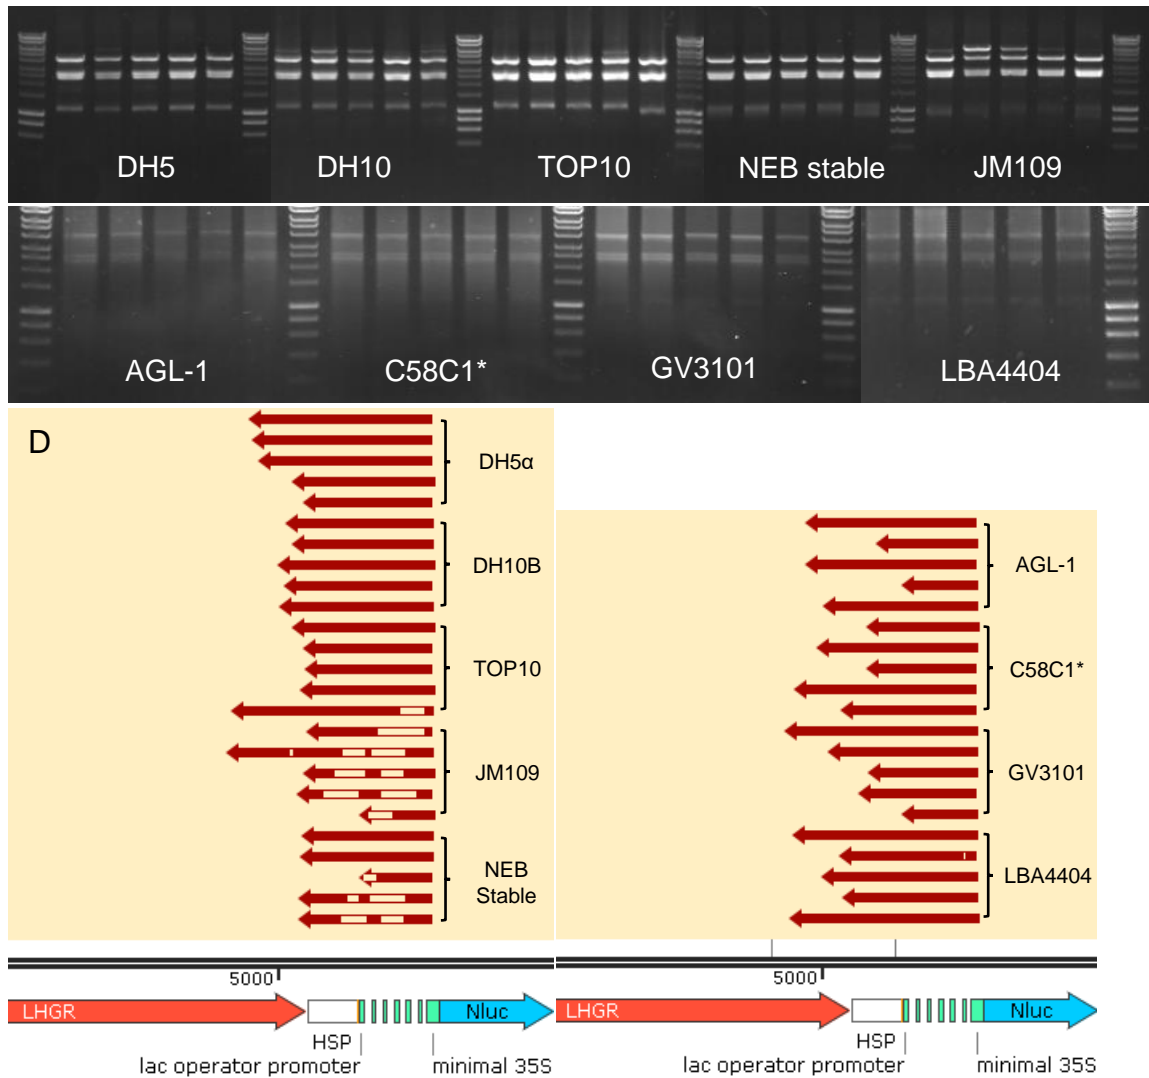 DH5 DH10 TOP10 NEB stable JM109
AGL-1 C58C1* GV3101 LBA4404
D
DH5α
DH10B
TOP10
JM109
NEB
Stable
AGL-1
C58C1*
GV3101
LBA4404
5000
LHGR Nluc
HSP
lac operator promoter minimal 35S
5000
LHGR Nluc
HSP
lac operator promoter minimal 35S